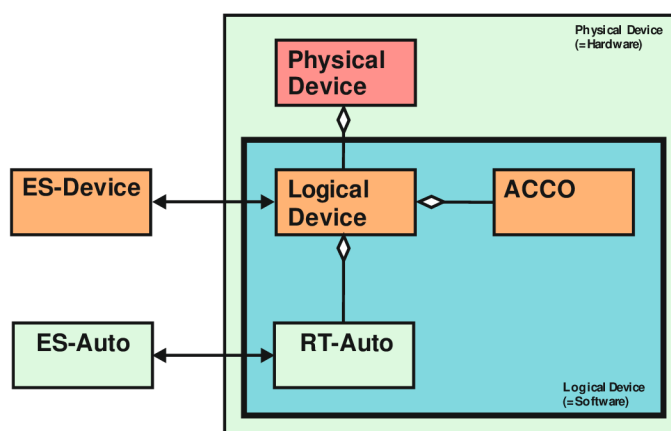 Physical Device
(=Hardware)
Physical
Device
ES-Device
Logical
Device
ACCO
ES-Auto
RT-Auto
Logical Device
(=Software)